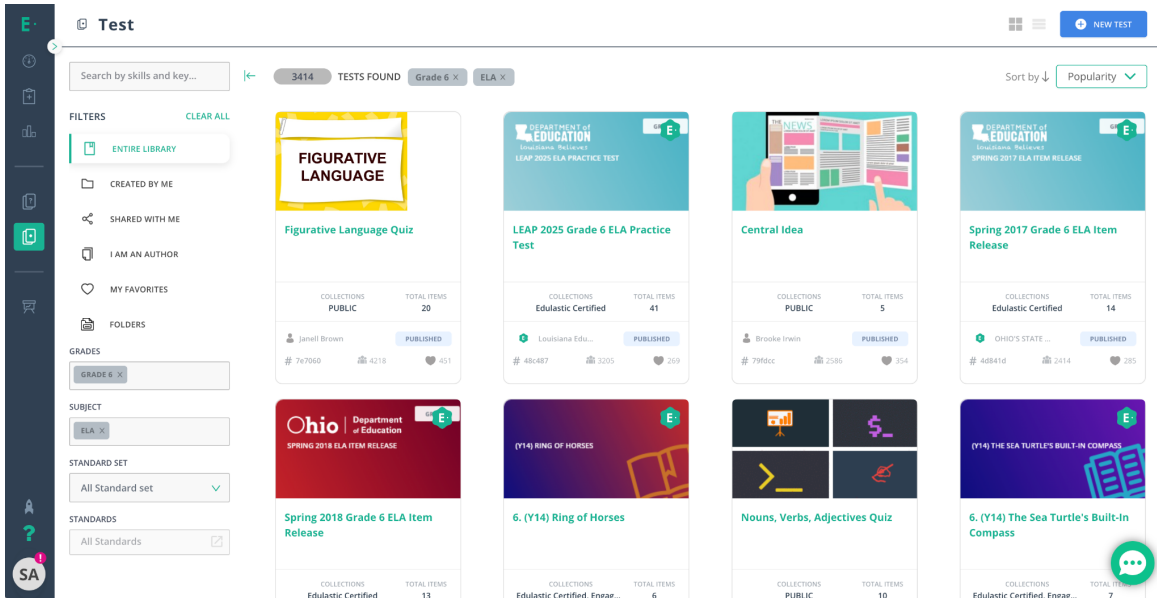 E
Test
NEW TEST
Search by skills and key...
3414 TESTS FOUND Grade 6 × ELA ×
Sort by ↓ Popularity
FILTERS CLEAR ALL
ENTIRE LIBRARY
CREATED BY ME
SHARED WITH ME
I AM AN AUTHOR
MY FAVORITES
FOLDERS
GRADES
GRADE 6 X
SUBJECT
ELA X
STANDARD SET
All Standard set
STANDARDS
All Standards
?
SA
!
FIGURATIVE
LANGUAGE
Figurative Language Quiz
COLLECTIONS TOTAL ITEMS
PUBLIC 20
Janell Brown PUBLISHED
# 7e7060 4218 451
DEPARTMENT of
EDUCATION
Louisiana Believes
LEAP 2025 ELA PRACTICE TEST
E
LEAP 2025 Grade 6 ELA Practice
Test
COLLECTIONS TOTAL ITEMS
Edulastic Certified 41
Louisiana Edu... PUBLISHED
# 48c487 3205 269
THE NEWS
Central Idea
COLLECTIONS TOTAL ITEMS
PUBLIC 5
Brooke Irwin PUBLISHED
# 79fdcc 2586 354
DEPARTMENT of
EDUCATION
Louisiana Believes
SPRING 2017 ELA ITEM RELEASE
E
Spring 2017 Grade 6 ELA Item
Release
COLLECTIONS TOTAL ITEMS
Edulastic Certified 14
OHIO'S STATE ... PUBLISHED
# 4d841d 2414 285
Ohio Department
of Education
SPRING 2018 ELA ITEM RELEASE
E
Spring 2018 Grade 6 ELA Item
Release
COLLECTIONS TOTAL ITEMS
Edulastic Certified 13
(Y14) RING OF HORSES
E
6. (Y14) Ring of Horses
COLLECTIONS TOTAL ITEMS
Edulastic Certified, Engag... 6
$_
>_
Nouns, Verbs, Adjectives Quiz
COLLECTIONS TOTAL ITEMS
PUBLIC 10
(Y14) THE SEA TURTLE'S BUILT-IN COMPASS
E
6. (Y14) The Sea Turtle's Built-In
Compass
COLLECTIONS TOTAL
Edulastic Certified, Engag... 7